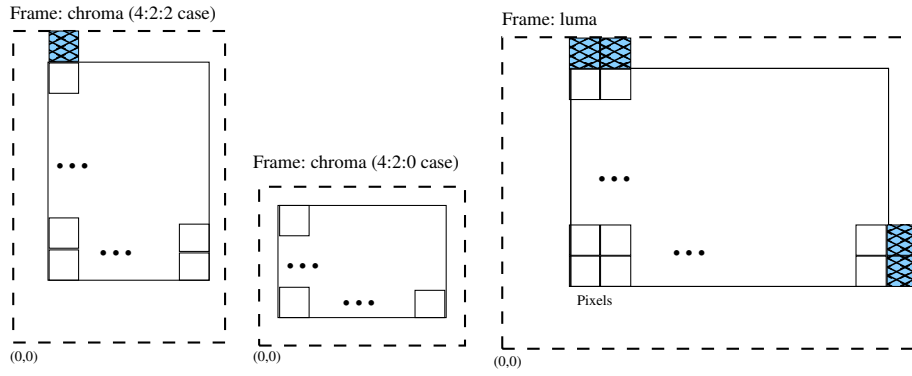 Frame: chroma (4:2:2 case)
Frame: luma
Frame: chroma (4:2:0 case)
Pixels
(0,0)
(0,0)
(0,0)